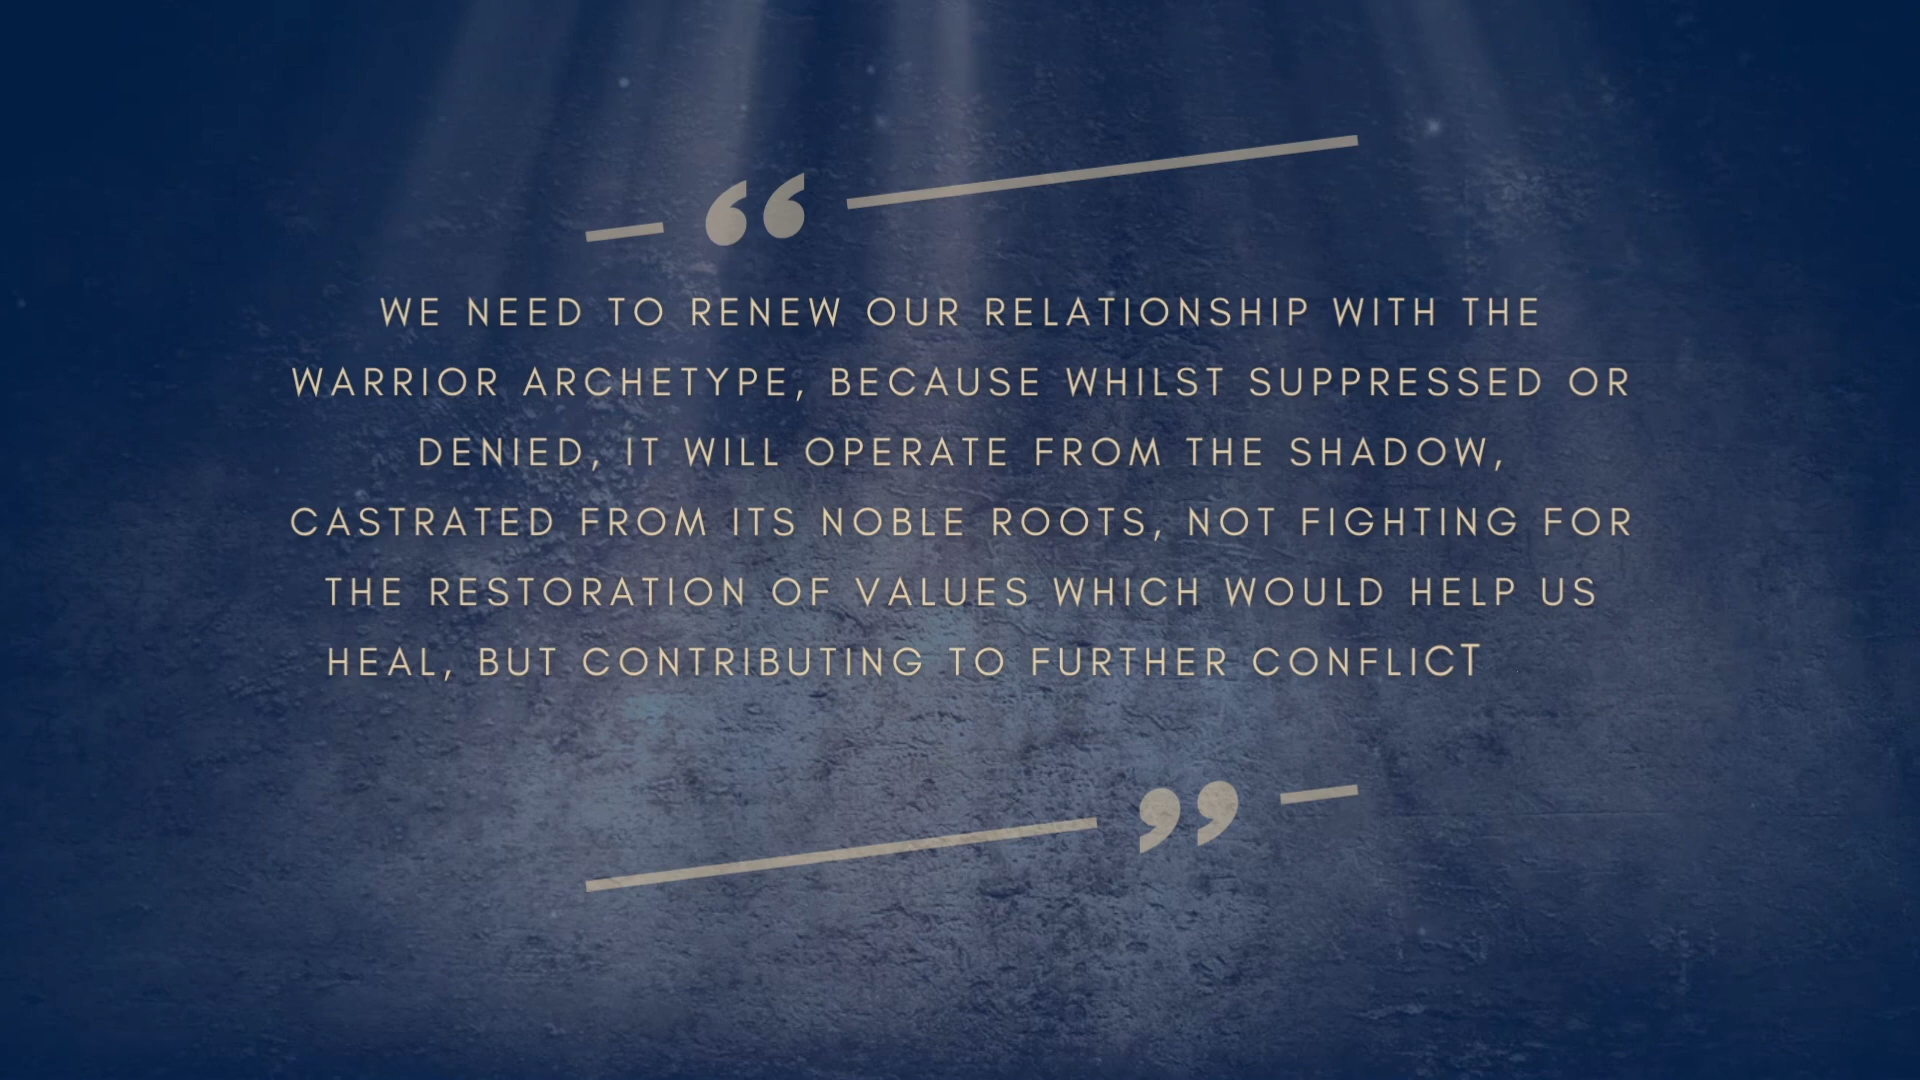 “
WE NEED TO RENEW OUR RELATIONSHIP WITH THE
WARRIOR ARCHETYPE, BECAUSE WHILST SUPPRESSED OR
DENIED, IT WILL OPERATE FROM THE SHADOW,
CASTRATED FROM ITS NOBLE ROOTS, NOT FIGHTING FOR
THE RESTORATION OF VALUES WHICH WOULD HELP US
HEAL, BUT CONTRIBUTING TO FURTHER CONFLICT
”